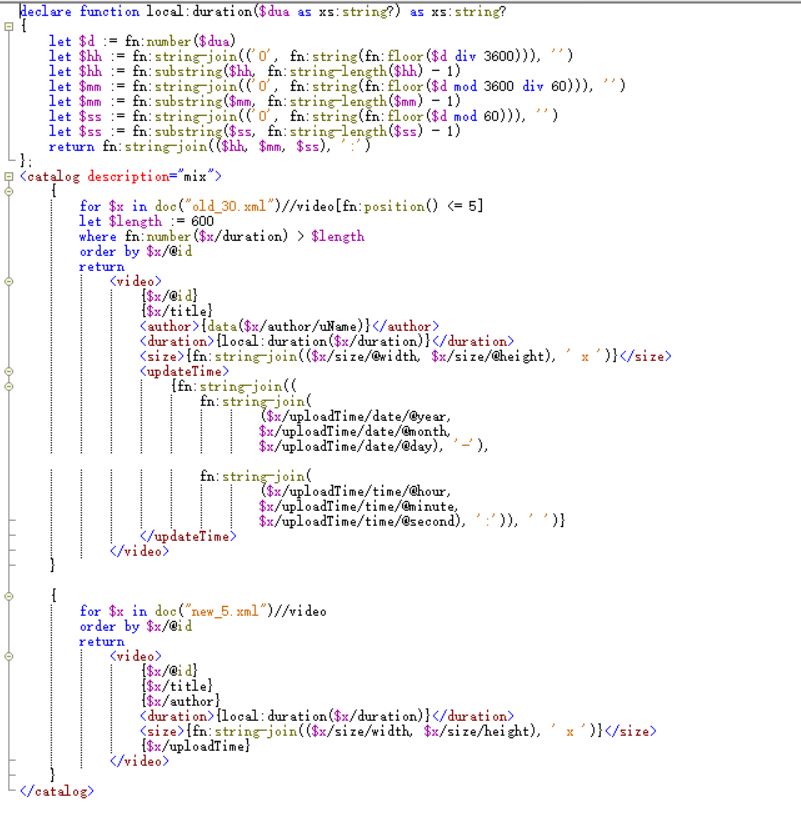 declare function local:duration($dua as xs:string?) as xs:string?
{
let $d := fn:number($dua)
let $hh := fn:string-join(('0', fn:string(fn:floor($d div 3600))), '')
let $hh := fn:substring($hh, fn:string-length($hh) - 1)
let $mm := fn:string-join(('0', fn:string(fn:floor($d mod 3600 div 60))), '')
let $mm := fn:substring($mm, fn:string-length($mm) - 1)
let $ss := fn:string-join(('0', fn:string(fn:floor($d mod 60))), '')
let $ss := fn:substring($ss, fn:string-length($ss) - 1)
return fn:string-join(($hh, $mm, $ss), ':')
};
<catalog description="mix">
{
for $x in doc("old_30.xml")//video[fn:position() <= 5]
let $length := 600
where fn:number($x/duration) > $length
order by $x/@id
return
<video>
{$x/@id}
{$x/title}
<author>{data($x/author/uName)}</author>
<duration>{local:duration($x/duration)}</duration>
<size>{fn:string-join(($x/size/@width, $x/size/@height), ' x ')}</size>
<updateTime>
{fn:string-join((
fn:string-join(
($x/uploadTime/date/@year,
$x/uploadTime/date/@month,
$x/uploadTime/date/@day), '-'),
fn:string-join(
($x/uploadTime/time/@hour,
$x/uploadTime/time/@minute,
$x/uploadTime/time/@second), ':')), ' ')}
</updateTime>
</video>
}
{
for $x in doc("new_5.xml")//video
order by $x/@id
return
<video>
{$x/@id}
{$x/title}
{$x/author}
<duration>{local:duration($x/duration)}</duration>
<size>{fn:string-join(($x/size/width, $x/size/height), ' x ')}</size>
{$x/uploadTime}
</video>
}
</catalog>